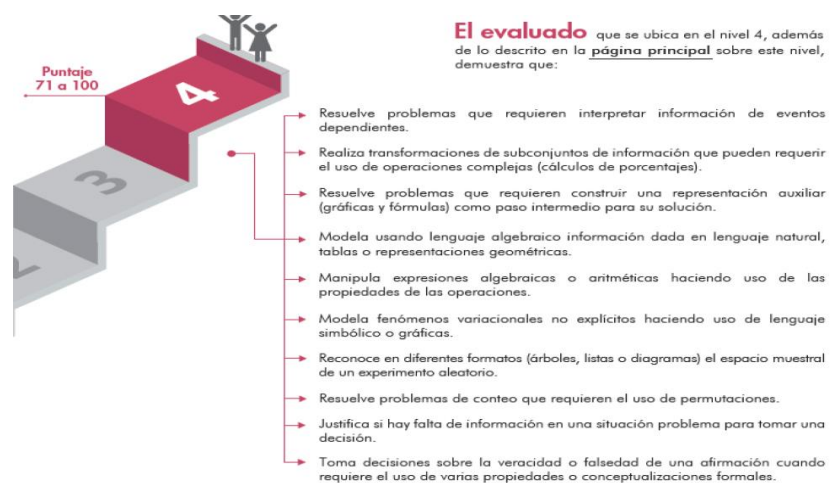 El evaluado que se ubica en el nivel 4, además
de lo descrito en la página principal sobre este nivel,
demuestra que:
Puntaje
71 a 100
4
3
2
Resuelve problemas que requieren interpretar información de eventos
dependientes.
Realiza transformaciones de subconjuntos de información que pueden requerir
el uso de operaciones complejas (cálculos de porcentajes).
Resuelve problemas que requieren construir una representación auxiliar
(gráficas y fórmulas) como paso intermedio para su solución.
Modela usando lenguaje algebraico información dada en lenguaje natural,
tablas o representaciones geométricas.
Manipula expresiones algebraicas o aritméticas haciendo uso de las
propiedades de las operaciones.
Modela fenómenos variacionales no explícitos haciendo uso de lenguaje
simbólico o gráficas.
Reconoce en diferentes formatos (árboles, listas o diagramas) el espacio muestral
de un experimento aleatorio.
Resuelve problemas de conteo que requieren el uso de permutaciones.
Justifica si hay falta de información en una situación problema para tomar una
decisión.
Toma decisiones sobre la veracidad o falsedad de una afirmación cuando
requiere el uso de varias propiedades o conceptualizaciones formales.